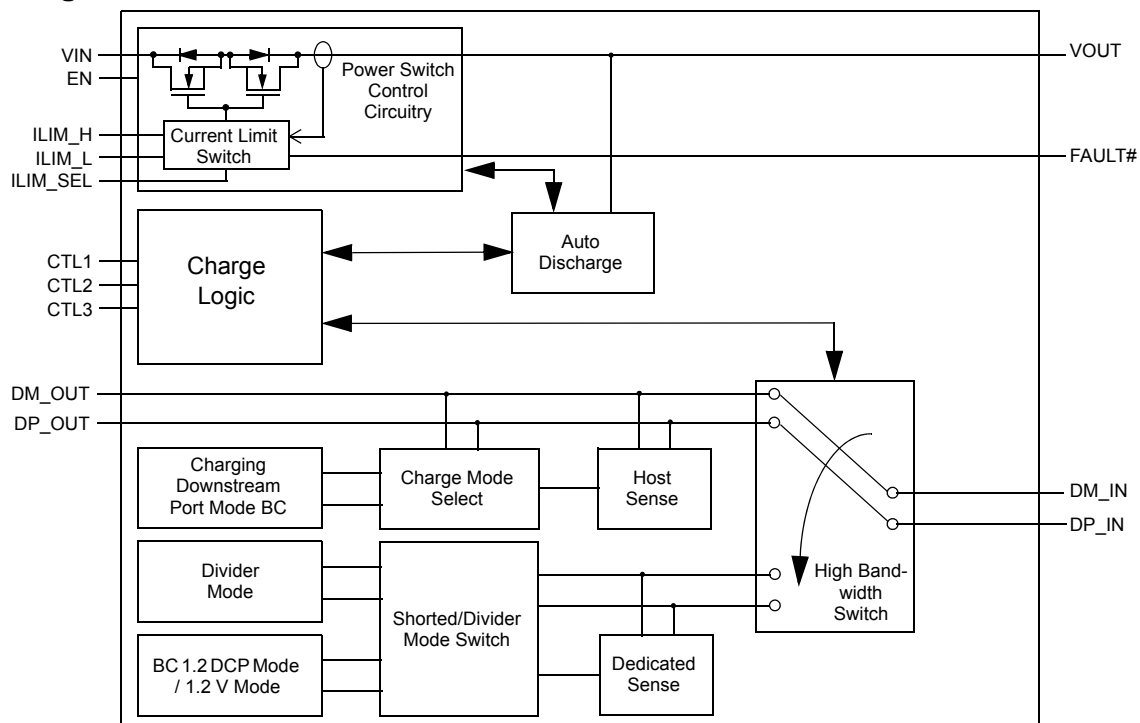 VIN
EN
ILIM_H
ILIM_L
ILIM_SEL
Power Switch
Control
Circuitry
Current Limit
Switch
VOUT
FAULT#
CTL1
CTL2
CTL3
Charge
Logic
Auto
Discharge
DM_OUT
DP_OUT
Charging
Downstream
Port Mode BC
Charge Mode
Select
Host
Sense
DM_IN
DP_IN
High Band-
width
Switch
Divider
Mode
Shorted/Divider
Mode Switch
BC 1.2 DCP Mode
/ 1.2 V Mode
Dedicated
Sense